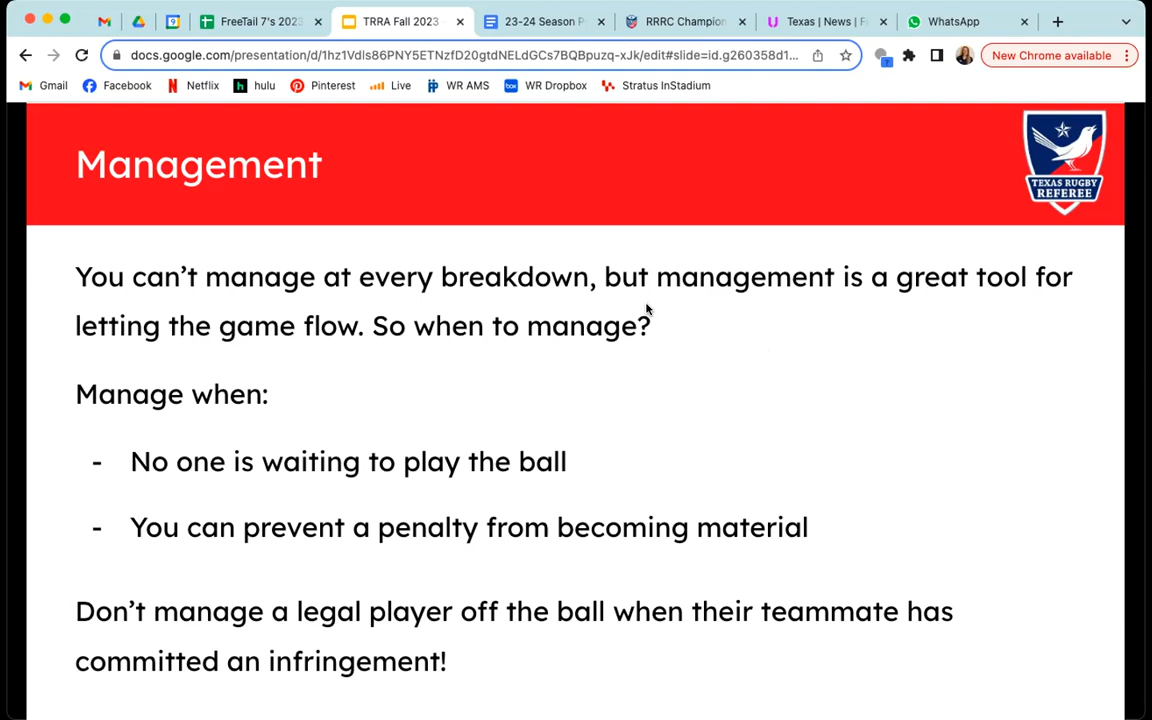 FreeTail 7's 2023
TRRA Fall 2023
23-24 Season P
RRRC Champion
Texas | News | F
WhatsApp
docs.google.com/presentation/d/1hz1Vdls86PNY5ETNzfD20gtdNELdGCs7BQBpuzq-xJk/edit#slide=id.g260358d1...
New Chrome available
Gmail
Facebook
Netflix
hulu
Pinterest
Live
WR AMS
WR Dropbox
Stratus InStadium
Management
TEXAS RUGBY
REFEREE
You can't manage at every breakdown, but management is a great tool for
letting the game flow. So when to manage?
Manage when:
- No one is waiting to play the ball
- You can prevent a penalty from becoming material
Don't manage a legal player off the ball when their teammate has
committed an infringement!